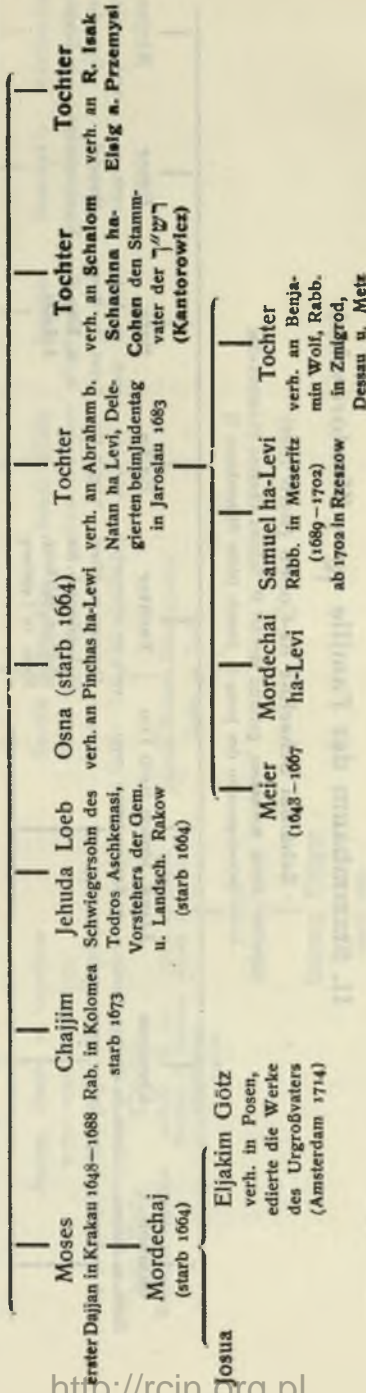 Moses
erster Dajjan in Krakau 1648–1688
Mordechaj
(starb 1664)
Josua
Eljakim Götz
verh. in Posen,
edierte die Werke
des Urgroßvaters
(Amsterdam 1714)
Chajjim
Rab. in Kolomea
starb 1673
Jehuda Loeb
Schwiegersohn des
Todros Aschkenasi,
Vorstehers der Gem.
u. Landsch. Rakow
(starb 1664)
Osna (starb 1664)
verh. an Pinchas ha-Lewi
Tochter
verh. an Abraham b.
Natan ha Levi, Dele-
gierten beimJudentag
in Jaroslau 1683
Meier
(1648–1667)
Mordechai
ha-Levi
Samuel ha-Levi
Rabb. in Meseritz
(1689–1702)
ab 1702 in Rzeszow
Tochter
verh. an Benja-
min Wolf, Rabb.
in Zmigrod,
Dessau u. Metz
Tochter
verh. an Schalom
Schachna ha-
Cohen den Stamm-
vater der רש״ך
(Kantorowicz)
Tochter
verh. an R. Isak
Eisig a. Przemysl
http://rcin.org.pl